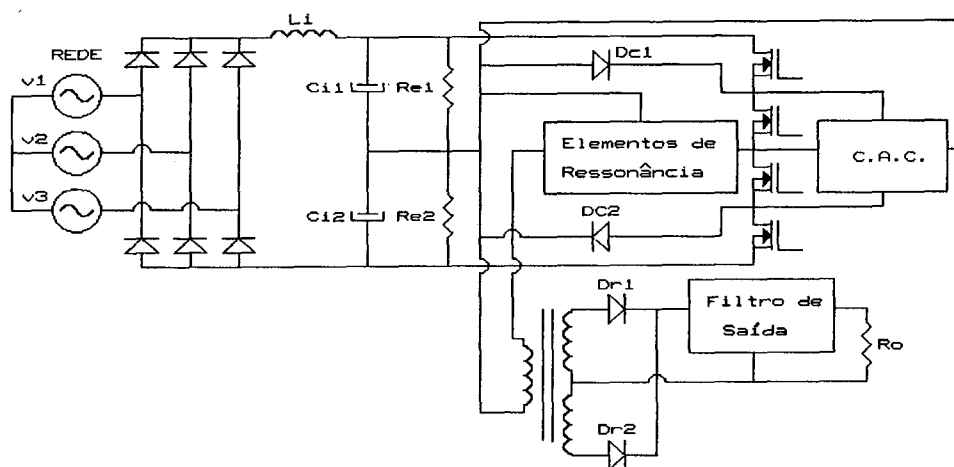 REDE
v1
v2
v3
Li
Ci1
Re1
Ci2
Re2
Dc1
Elementos de
Ressonância
C.A.C.
DC2
Dr1
Filtro de
Saída
Ro
Dr2